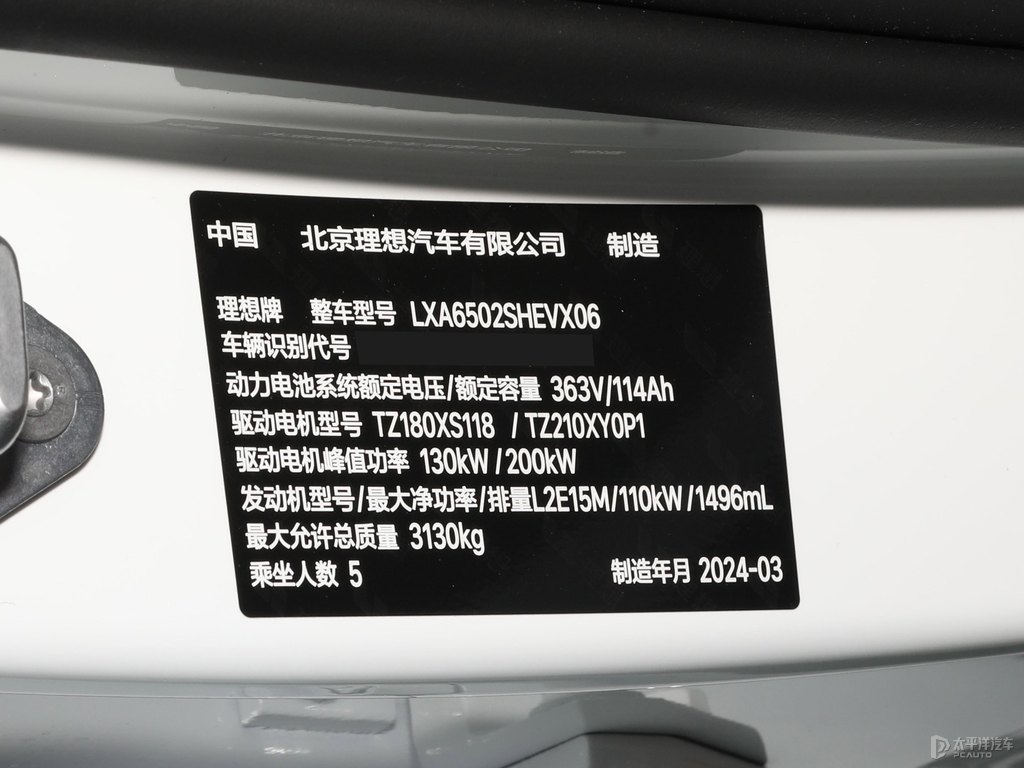 中国 北京理想汽车有限公司 制造
理想牌 整车型号 LXA6502SHEVX06
车辆识别代号
动力电池系统额定电压/额定容量 363V/114Ah
驱动电机型号 TZ180XS118 / TZ210XY0P1
驱动电机峰值功率 130kW / 200kW
发动机型号/最大净功率/排量L2E15M/110kW/1496mL
最大允许总质量 3130kg
乘坐人数 5 制造年月 2024-03
太平洋汽车
PCAUTO